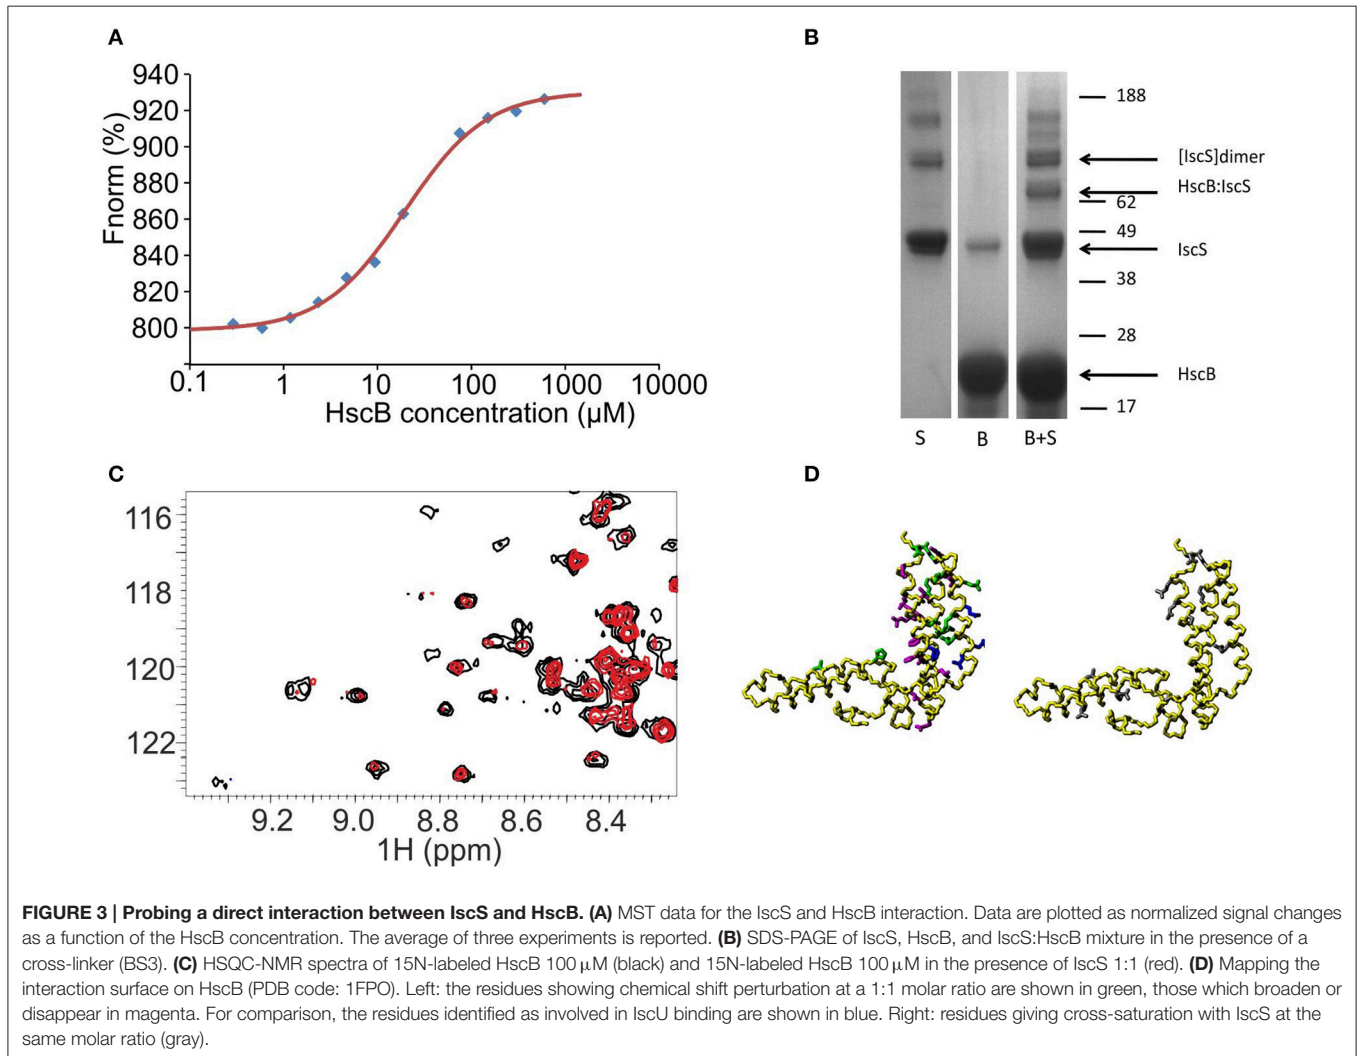 A
940
920
900
880
860
840
820
800
Fnorm (%)
0.1 1 10 100 1000 10000
HscB concentration (µM)
B
188
[IscS]dimer
HscB:IscS
62
49
IscS
38
28
HscB
17
S B B+S
C
116
118
120
122
9.2 9.0 8.8 8.6 8.4
1H (ppm)
D
FIGURE 3 | Probing a direct interaction between IscS and HscB. (A) MST data for the IscS and HscB interaction. Data are plotted as normalized signal changes
as a function of the HscB concentration. The average of three experiments is reported. (B) SDS-PAGE of IscS, HscB, and IscS:HscB mixture in the presence of a
cross-linker (BS3). (C) HSQC-NMR spectra of 15N-labeled HscB 100 µM (black) and 15N-labeled HscB 100 µM in the presence of IscS 1:1 (red). (D) Mapping the
interaction surface on HscB (PDB code: 1FPO). Left: the residues showing chemical shift perturbation at a 1:1 molar ratio are shown in green, those which broaden or
disappear in magenta. For comparison, the residues identified as involved in IscU binding are shown in blue. Right: residues giving cross-saturation with IscS at the
same molar ratio (gray).